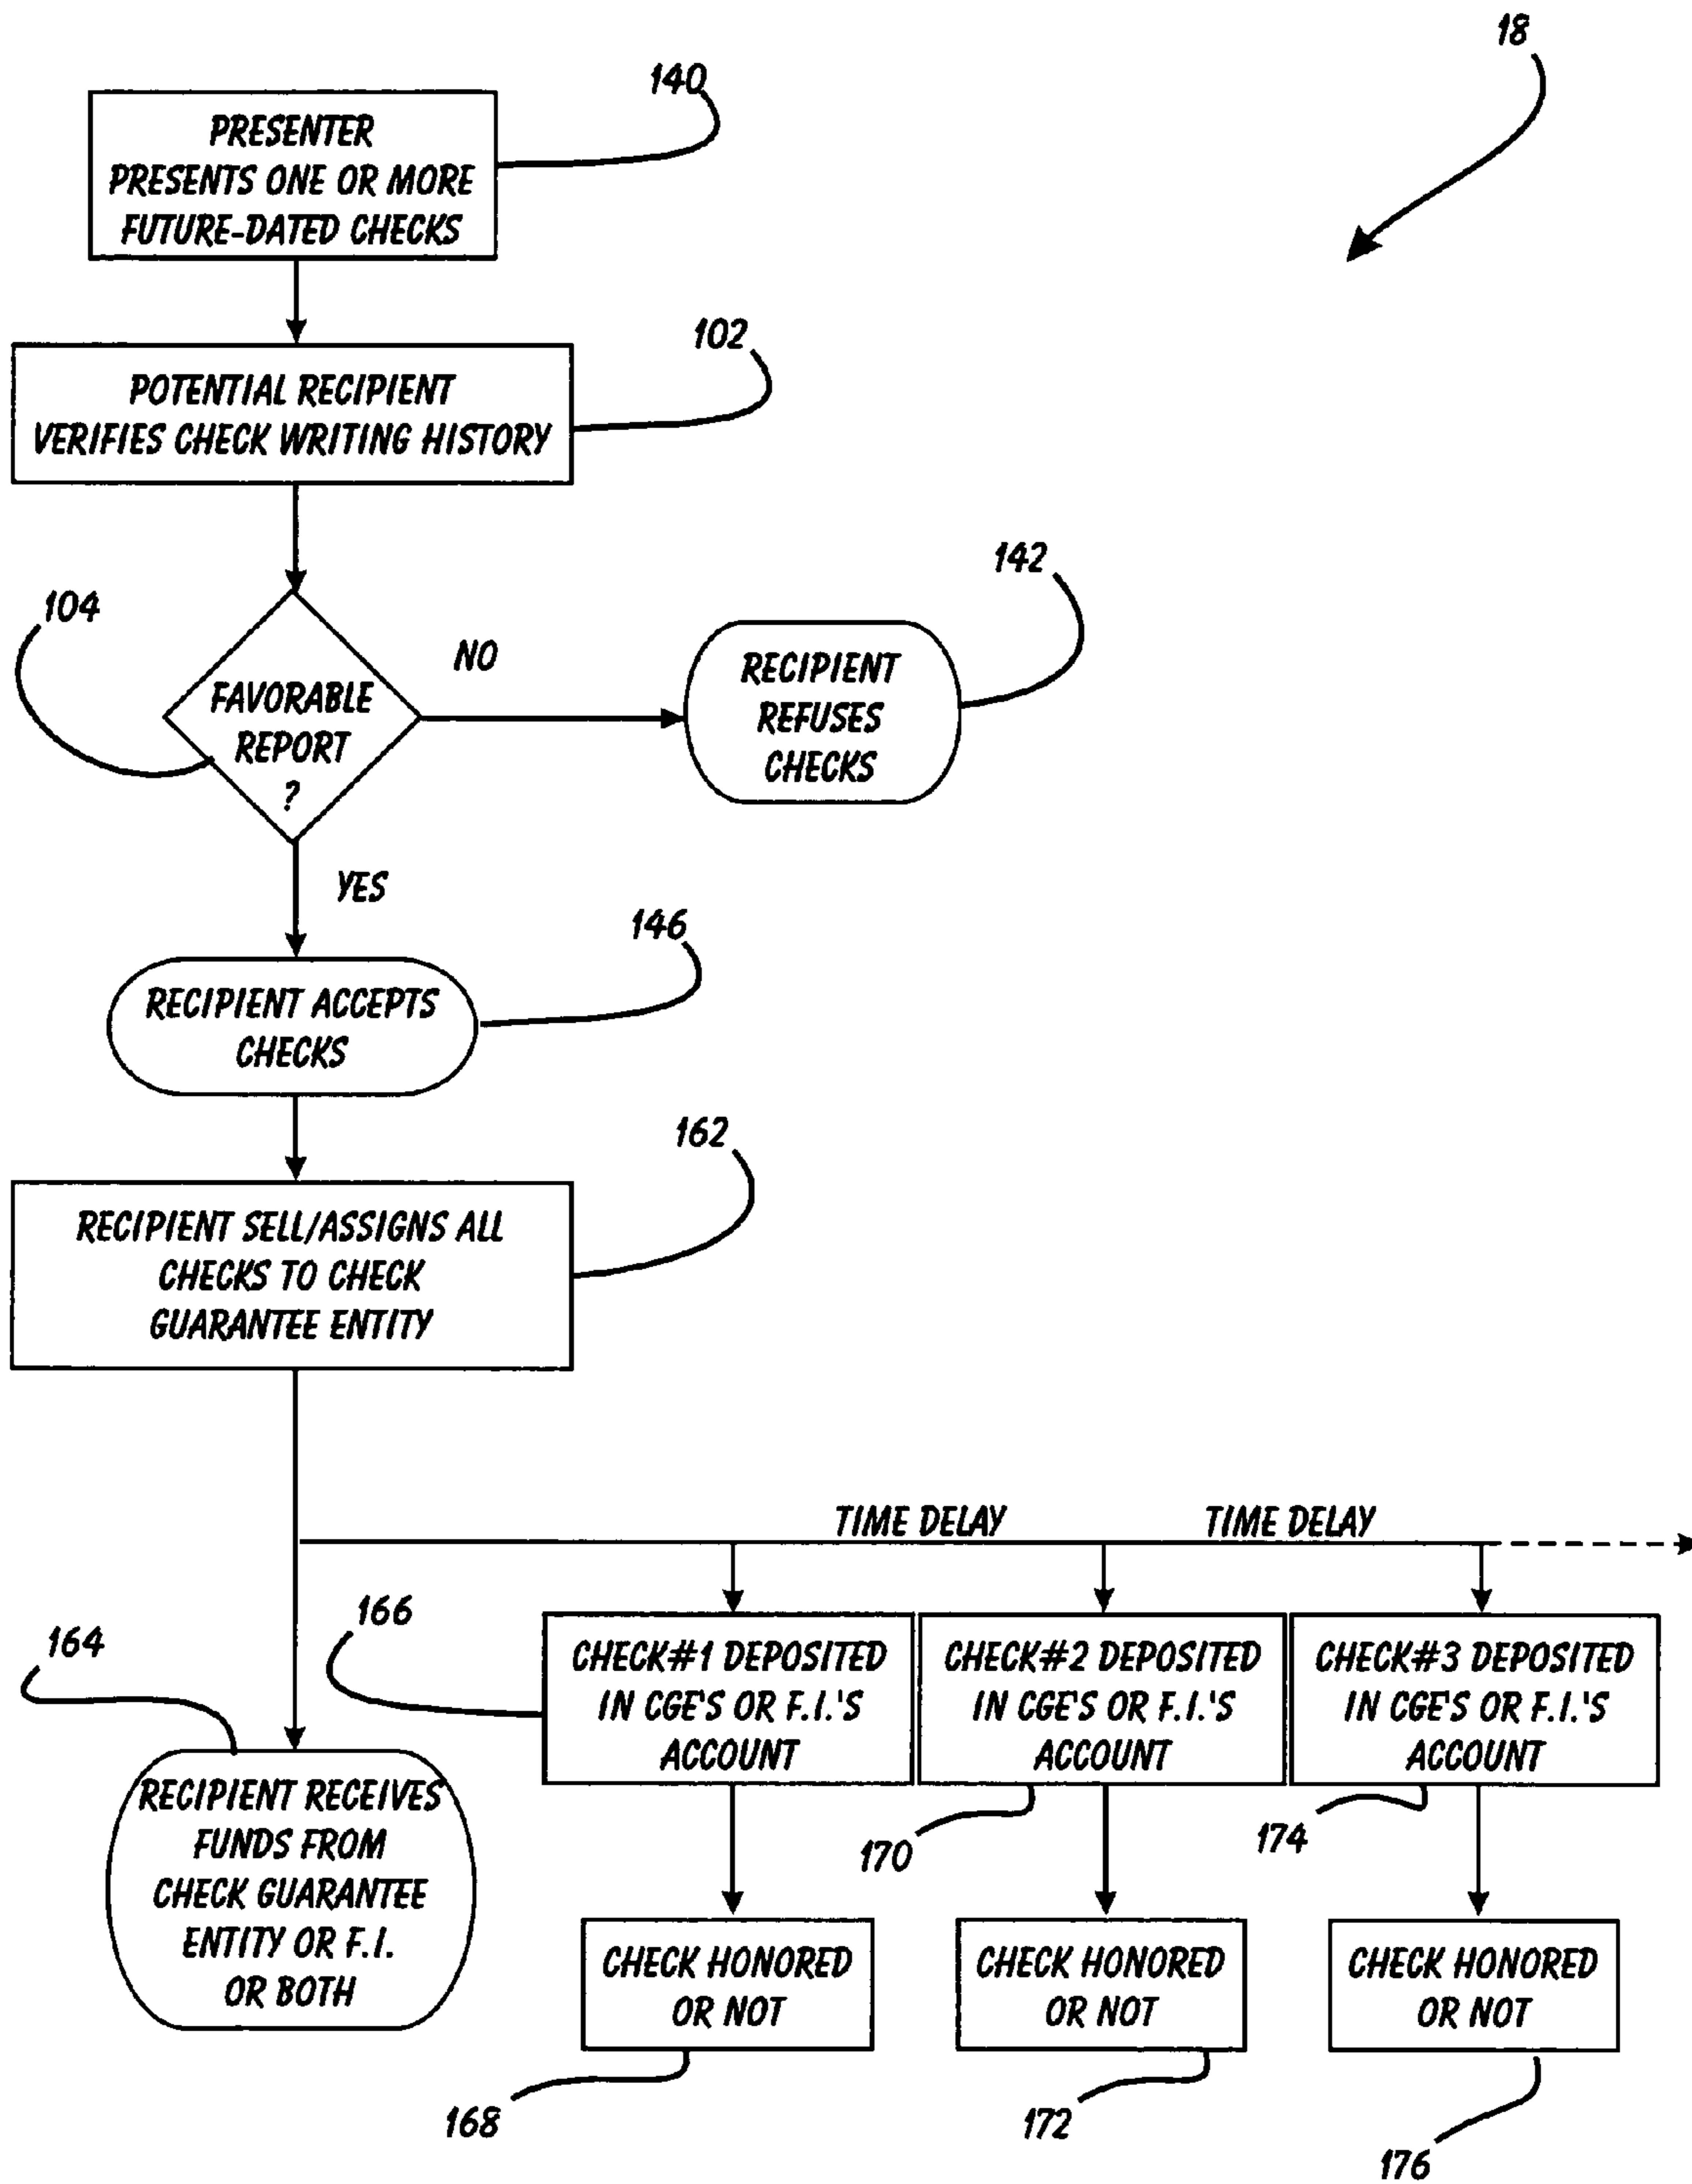 18
140
PRESENTER
PRESENTS ONE OR MORE
FUTURE-DATED CHECKS
102
POTENTIAL RECIPIENT
VERIFIES CHECK WRITING HISTORY
104
FAVORABLE
REPORT
?
NO
142
RECIPIENT
REFUSES
CHECKS
YES
146
RECIPIENT ACCEPTS
CHECKS
162
RECIPIENT SELL/ASSIGNS ALL
CHECKS TO CHECK
GUARANTEE ENTITY
TIME DELAY
TIME DELAY
164
RECIPIENT RECEIVES
FUNDS FROM
CHECK GUARANTEE
ENTITY OR F.I.
OR BOTH
166
CHECK#1 DEPOSITED
IN CGE'S OR F.I.'S
ACCOUNT
CHECK#2 DEPOSITED
IN CGE'S OR F.I.'S
ACCOUNT
CHECK#3 DEPOSITED
IN CGE'S OR F.I.'S
ACCOUNT
170
174
CHECK HONORED
OR NOT
CHECK HONORED
OR NOT
CHECK HONORED
OR NOT
168
172
176